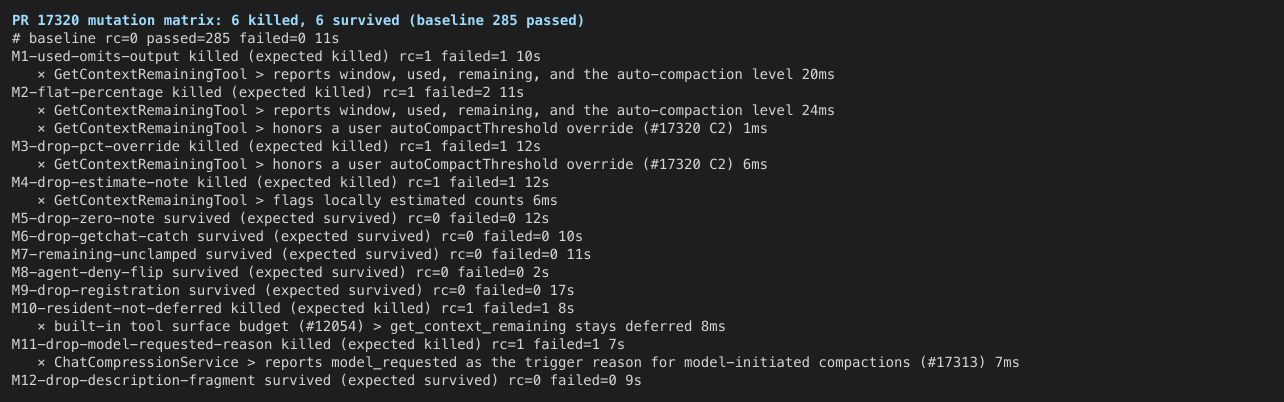 PR 17320 mutation matrix: 6 killed, 6 survived (baseline 285 passed)
# baseline rc=0 passed=285 failed=0 11s
M1-used-omits-output killed (expected killed) rc=1 failed=1 10s
× GetContextRemainingTool > reports window, used, remaining, and the auto-compaction level 20ms
M2-flat-percentage killed (expected killed) rc=1 failed=2 11s
× GetContextRemainingTool > reports window, used, remaining, and the auto-compaction level 24ms
× GetContextRemainingTool > honors a user autoCompactThreshold override (#17320 C2) 1ms
M3-drop-pct-override killed (expected killed) rc=1 failed=1 12s
× GetContextRemainingTool > honors a user autoCompactThreshold override (#17320 C2) 6ms
M4-drop-estimate-note killed (expected killed) rc=1 failed=1 12s
× GetContextRemainingTool > flags locally estimated counts 6ms
M5-drop-zero-note survived (expected survived) rc=0 failed=0 12s
M6-drop-getchat-catch survived (expected survived) rc=0 failed=0 10s
M7-remaining-unclamped survived (expected survived) rc=0 failed=0 11s
M8-agent-deny-flip survived (expected survived) rc=0 failed=0 2s
M9-drop-registration survived (expected survived) rc=0 failed=0 17s
M10-resident-not-deferred killed (expected killed) rc=1 failed=1 8s
× built-in tool surface budget (#12054) > get_context_remaining stays deferred 8ms
M11-drop-model-requested-reason killed (expected killed) rc=1 failed=1 7s
× ChatCompressionService > reports model_requested as the trigger reason for model-initiated compactions (#17313) 7ms
M12-drop-description-fragment survived (expected survived) rc=0 failed=0 9s